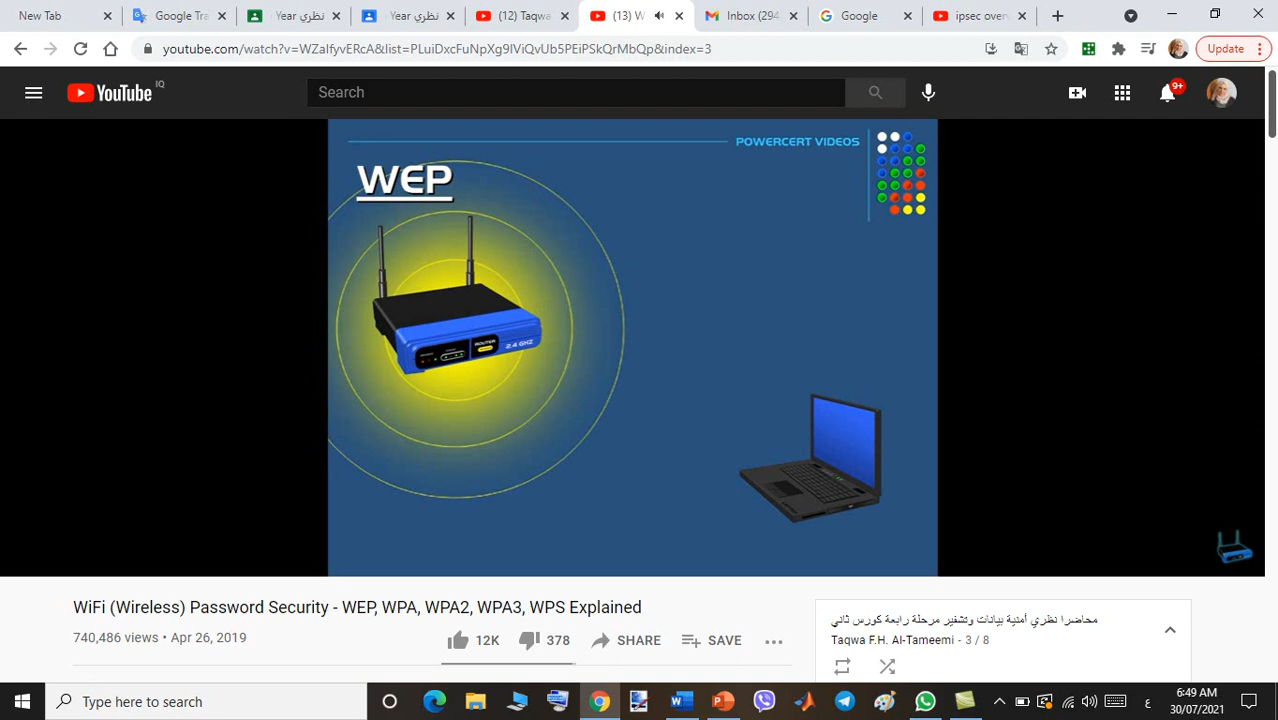 New Tab
Google Tra
Year نظري
Year نظري
(12) Taqwa
(13) W
Inbox (294
Google
ipsec over
youtube.com/watch?v=WZaIfyvERcA&list=PLuiDxcFuNpXg9IViQvUb5PEiPSkQrMbQp&index=3
Update
YouTube IQ
Search
9+
POWERCERT VIDEOS
WEP
ROUTER
2.4 GHZ
WiFi (Wireless) Password Security - WEP, WPA, WPA2, WPA3, WPS Explained
740,486 views • Apr 26, 2019
12K
378
SHARE
SAVE
محاضرا نظري أمنية بيانات وتشفير مرحلة رابعة كورس ثاني
Taqwa F.H. Al-Tameemi - 3 / 8
Type here to search
ع
6:49 AM
30/07/2021